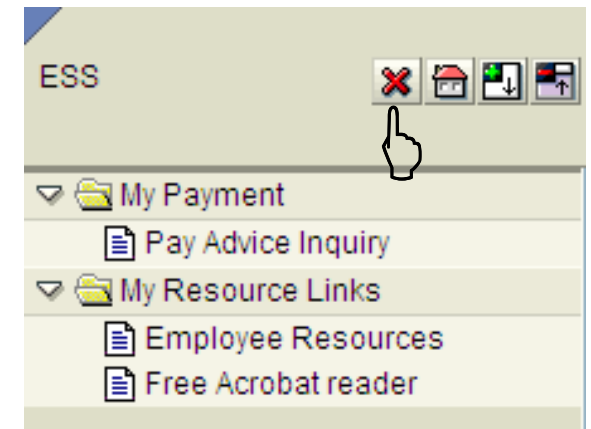 ESS
My Payment
Pay Advice Inquiry
My Resource Links
Employee Resources
Free Acrobat reader